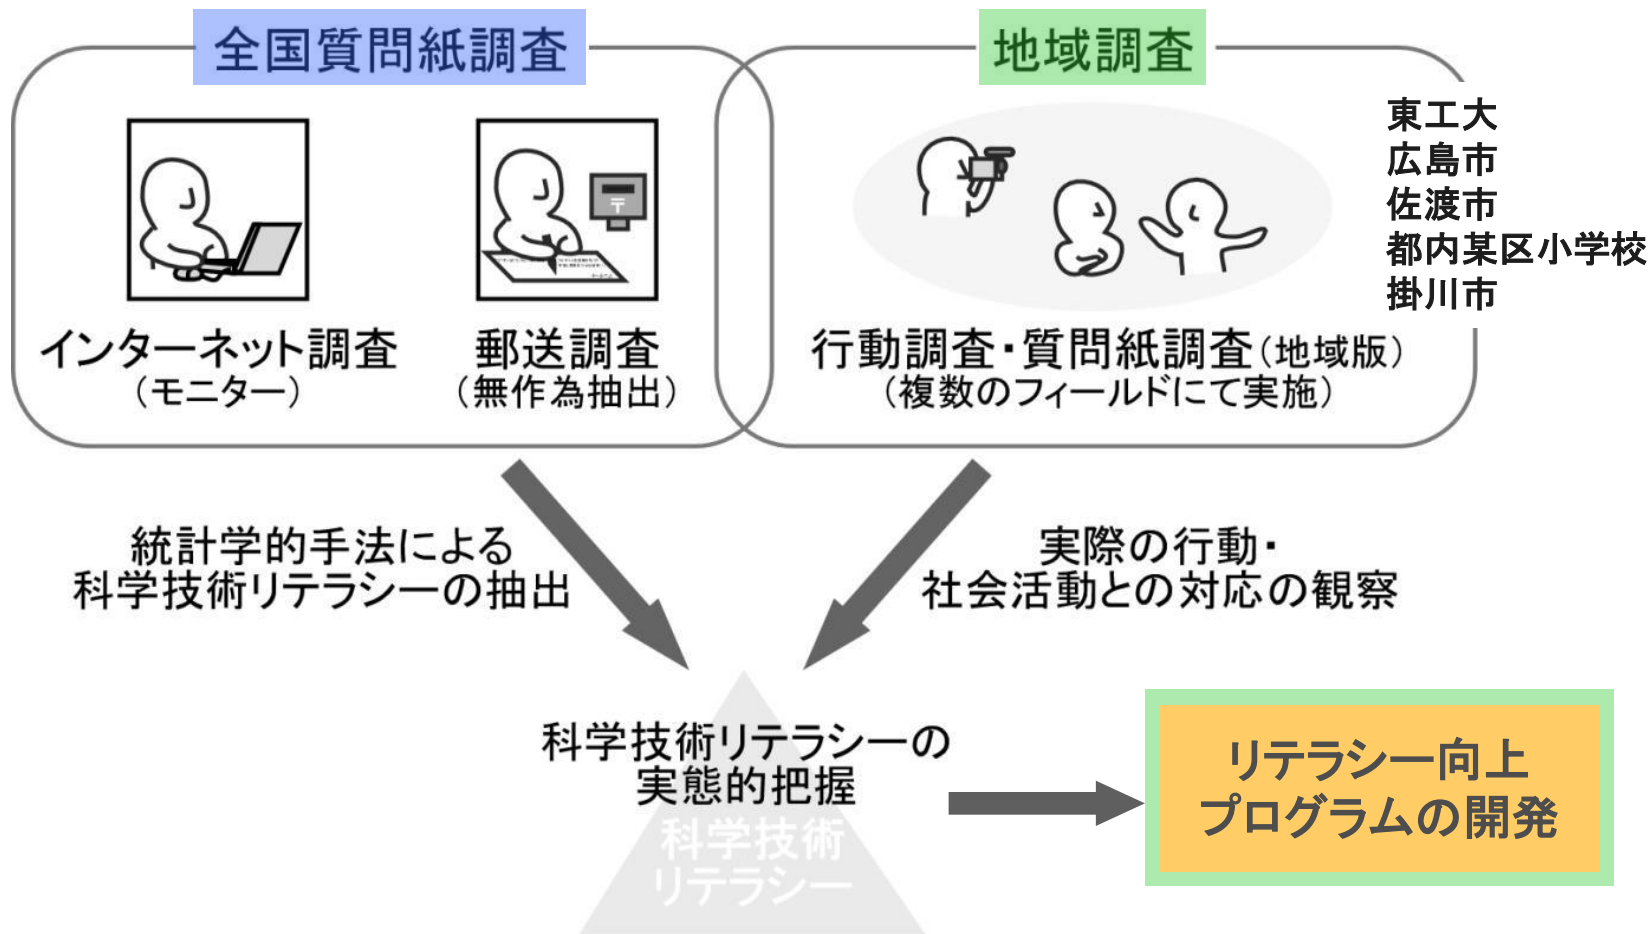 全国質問紙調査
地域調査
東工大
広島市
佐渡市
都内某区小学校
掛川市
〒
インターネット調査
（モニター）
郵送調査
（無作為抽出）
行動調査・質問紙調査（地域版）
（複数のフィールドにて実施）
統計学的手法による
科学技術リテラシーの抽出
実際の行動・
社会活動との対応の観察
科学技術リテラシーの
実態的把握
科学技術
リテラシー
リテラシー向上
プログラムの開発